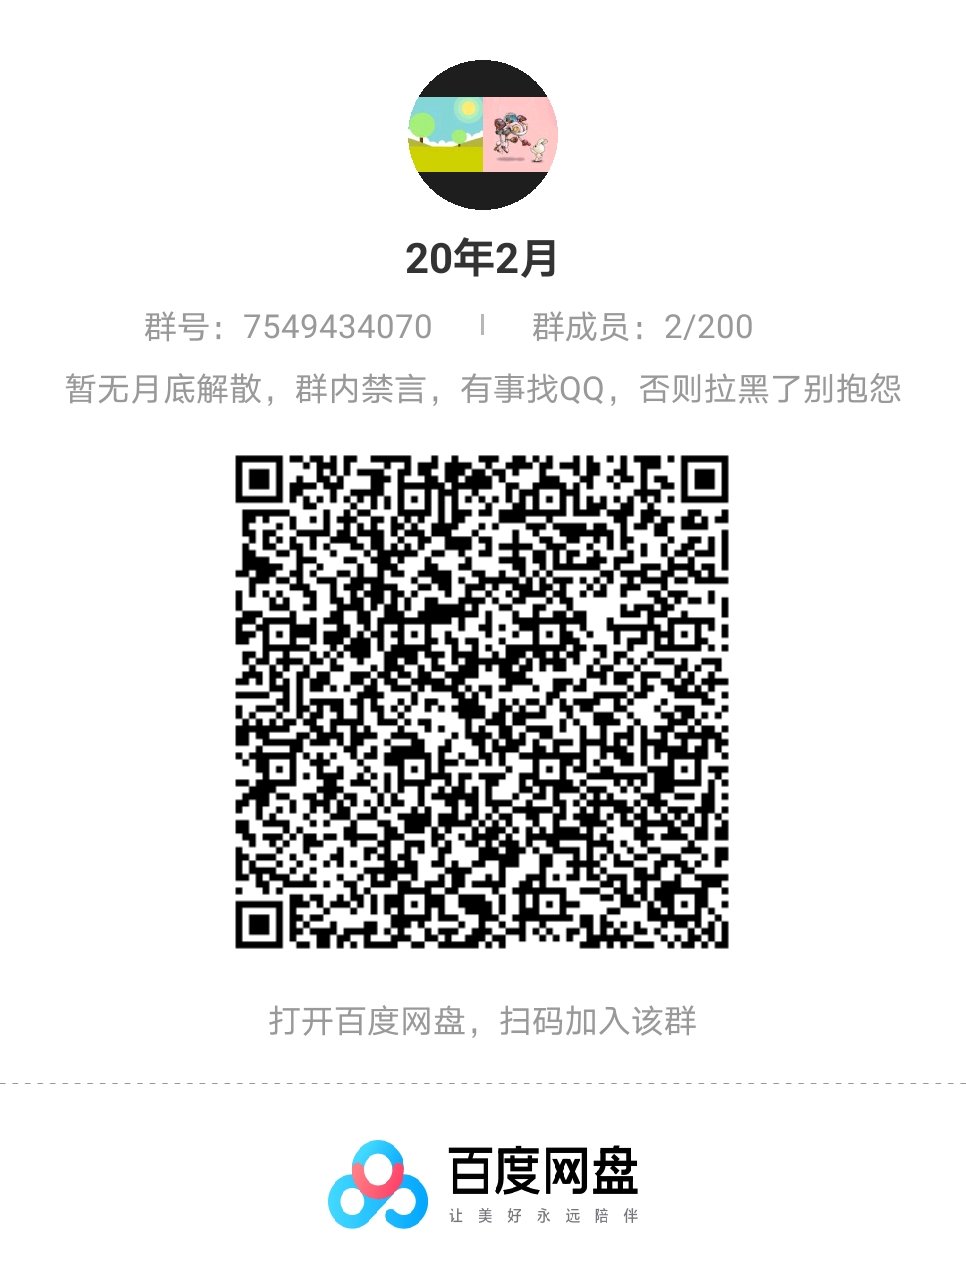 20年2月
群号：7549434070 | 群成员：2/200
暂无月底解散，群内禁言，有事找QQ，否则拉黑了别抱怨
打开百度网盘，扫码加入该群
百度网盘
让美好永远陪伴